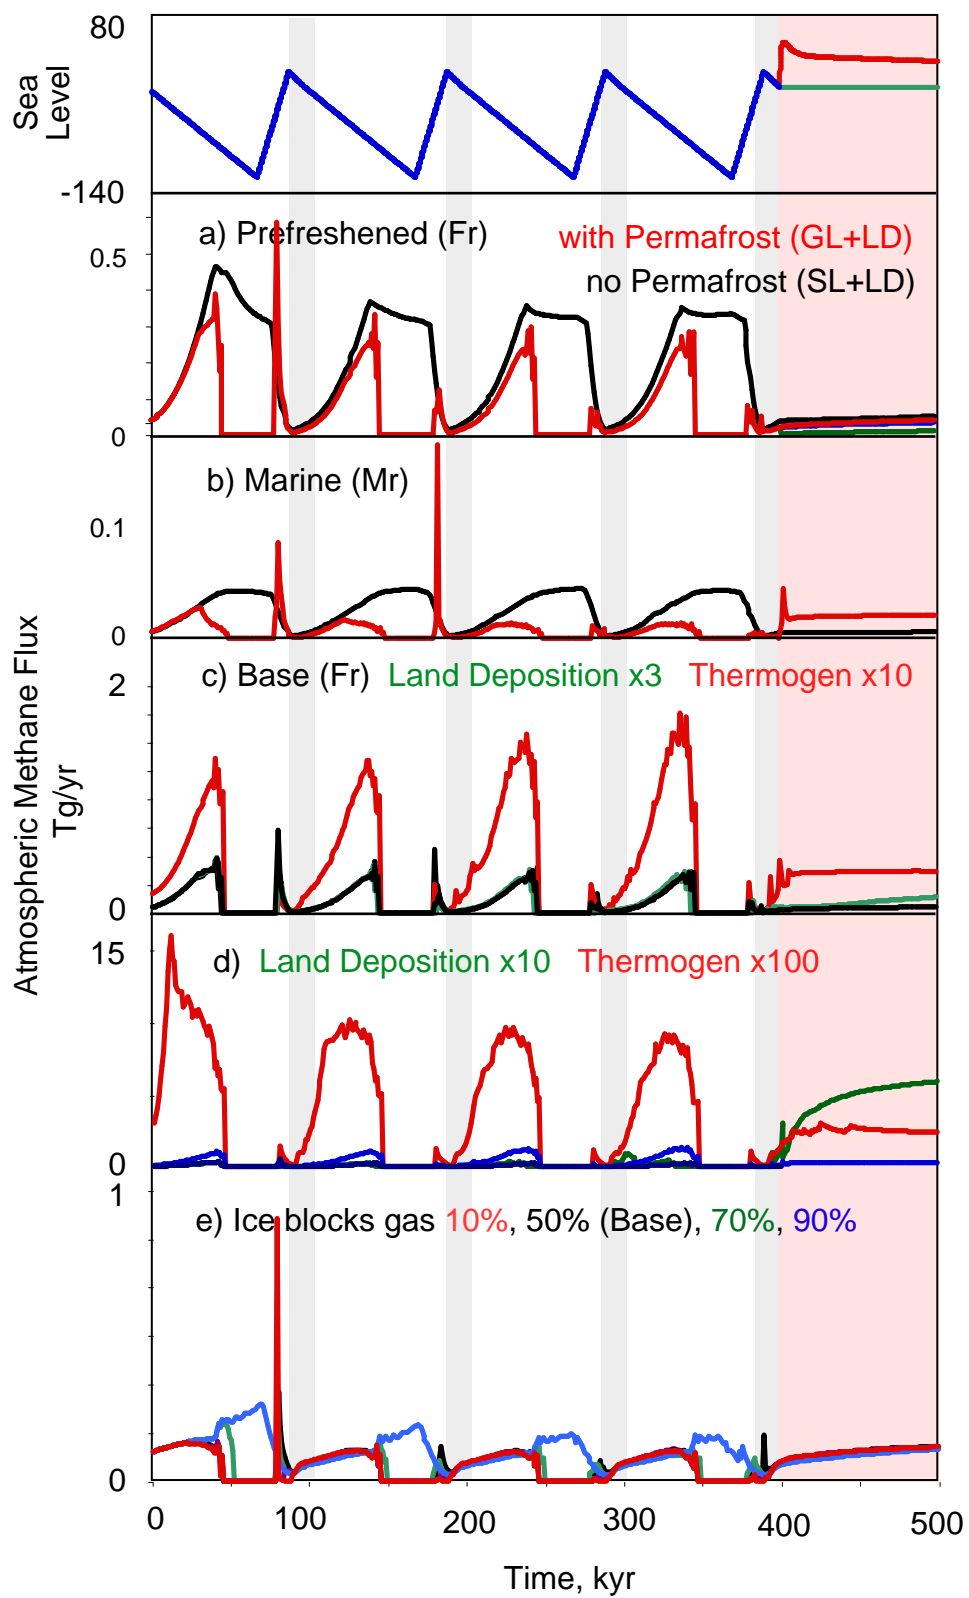 80
Sea
Level
-140
a) Prefreshened (Fr)
with Permafrost (GL+LD)
0.5
no Permafrost (SL+LD)
0
b) Marine (Mr)
0.1
0
Atmospheric Methane Flux
Tg/yr
c) Base (Fr) Land Deposition x3 Thermogen x10
2
0
15
d) Land Deposition x10 Thermogen x100
0
1
e) Ice blocks gas 10%, 50% (Base), 70%, 90%
0
0 100 200 300 400 500
Time, kyr